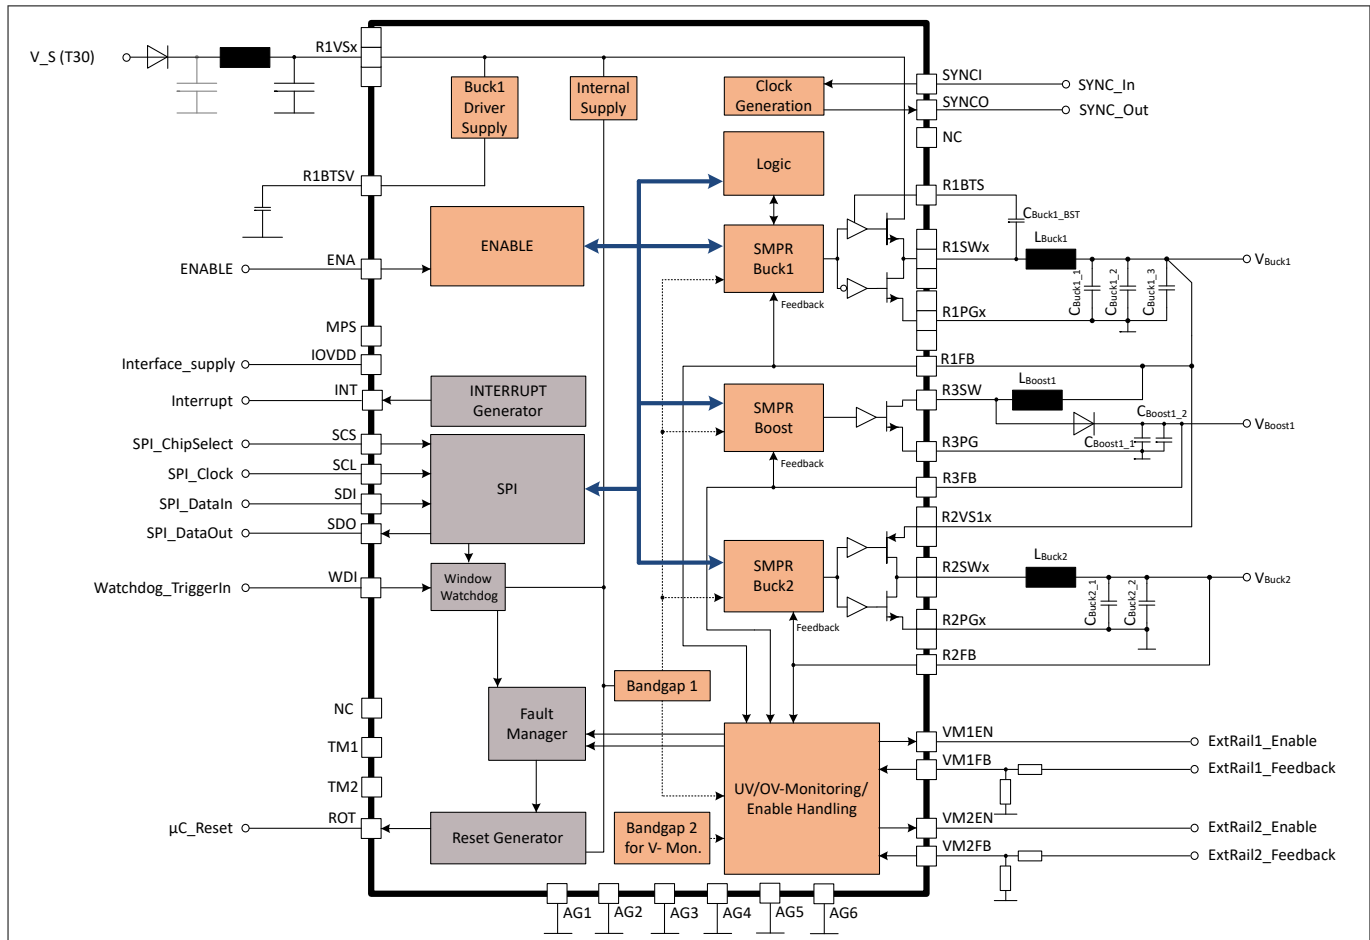 V_S (T30)
R1VSx
Buck1
Driver
Supply
Internal
Supply
Clock
Generation
SYNCI
SYNC_In
SYNCO
SYNC_Out
NC
R1BTSV
Logic
R1BTS
CBuck1_BST
ENABLE
SMPR
Buck1
R1SWx
LBuck1
VBuck1
ENABLE
ENA
Feedback
CBuck1_1
CBuck1_2
CBuck1_3
R1PGx
MPS
IOVDD
Interface_supply
R1FB
INT
Interrupt
INTERRUPT
Generator
SMPR
Boost
R3SW
LBoost1
CBoost1_2
VBoost1
CBoost1_1
R3PG
SPI_ChipSelect
SCS
Feedback
SPI_Clock
SCL
SPI
R3FB
SPI_DataIn
SDI
R2VS1x
SPI_DataOut
SDO
SMPR
Buck2
R2SWx
LBuck2
VBuck2
Watchdog_TriggerIn
WDI
Window
Watchdog
CBuck2_1
CBuck2_2
R2PGx
Feedback
R2FB
Bandgap 1
NC
Fault
Manager
TM1
VM1EN
ExtRail1_Enable
VM1FB
ExtRail1_Feedback
TM2
UV/OV-Monitoring/
Enable Handling
µC_Reset
ROT
Reset Generator
Bandgap 2
for V- Mon.
VM2EN
ExtRail2_Enable
VM2FB
ExtRail2_Feedback
AG1
AG2
AG3
AG4
AG5
AG6